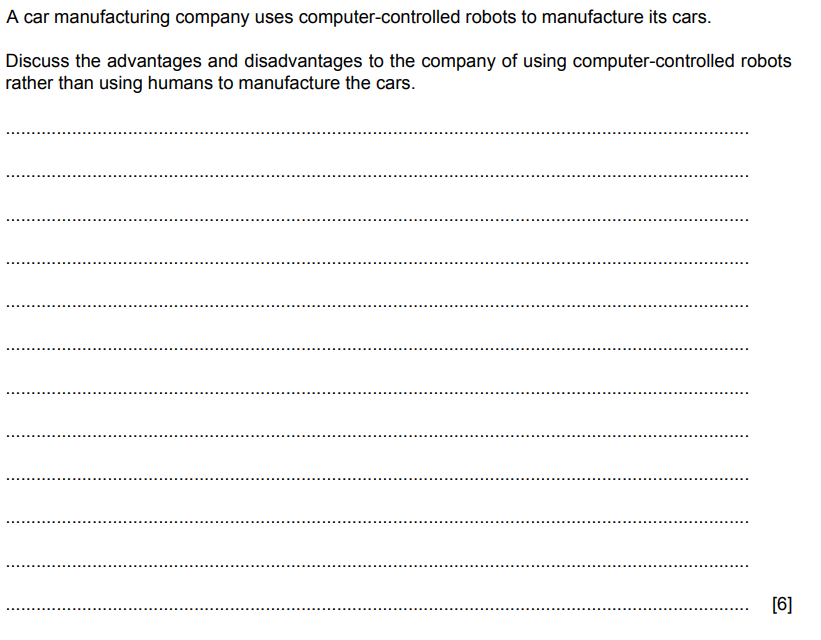 A car manufacturing company uses computer-controlled robots to manufacture its cars.
Discuss the advantages and disadvantages to the company of using computer-controlled robots
rather than using humans to manufacture the cars.
[6]